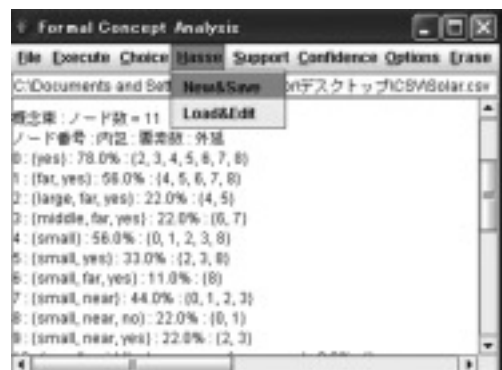 Formal Concept Analysis
File Execute Choice Hasse Support Confidence Options Erase
C:\Documents and Sett デスクトップ\CSV\Solar.csv
New&Save
Load&Edit
概念束 : ノード数 = 11
ノード番号 : 内包 : 要素数 : 外延
0 : {yes} : 78.0% : {2, 3, 4, 5, 6, 7, 8}
1 : {far, yes} : 56.0% : {4, 5, 6, 7, 8}
2 : {large, far, yes} : 22.0% : {4, 5}
3 : {middle, far, yes} : 22.0% : {6, 7}
4 : {small} : 56.0% : {0, 1, 2, 3, 8}
5 : {small, yes} : 33.0% : {2, 3, 8}
6 : {small, far, yes} : 11.0% : {8}
7 : {small, near} : 44.0% : {0, 1, 2, 3}
8 : {small, near, no} : 22.0% : {0, 1}
9 : {small, near, yes} : 22.0% : {2, 3}